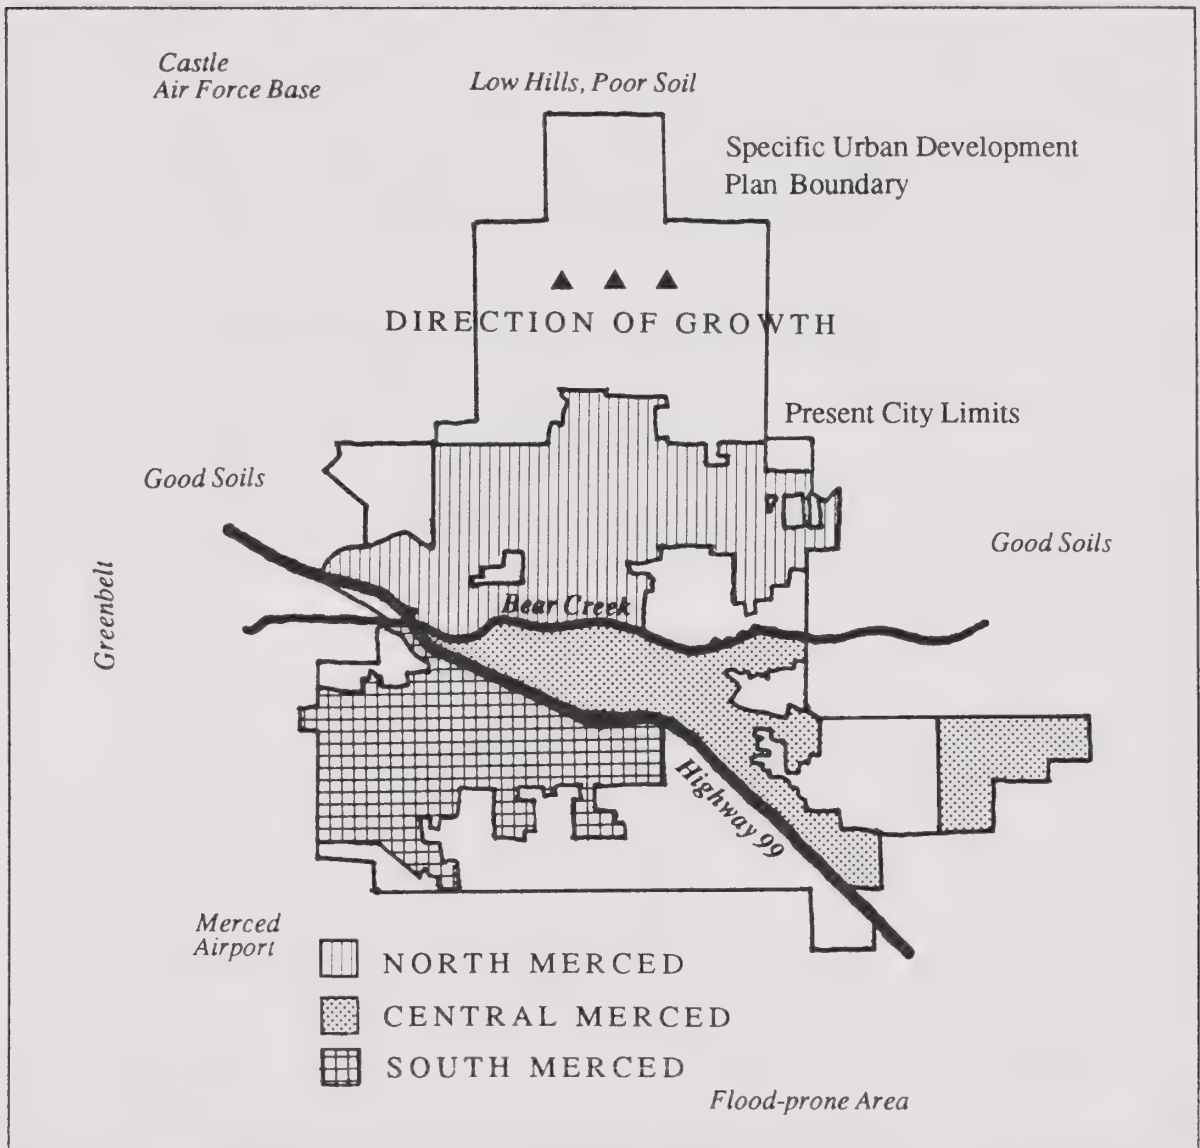 Castle
Air Force Base
Low Hills, Poor Soil
Specific Urban Development
Plan Boundary
DIRECTION OF GROWTH
Present City Limits
Good Soils
Good Soils
Greenbelt
Bear Creek
Highway 99
Merced
Airport
NORTH MERCED
CENTRAL MERCED
SOUTH MERCED
Flood-prone Area